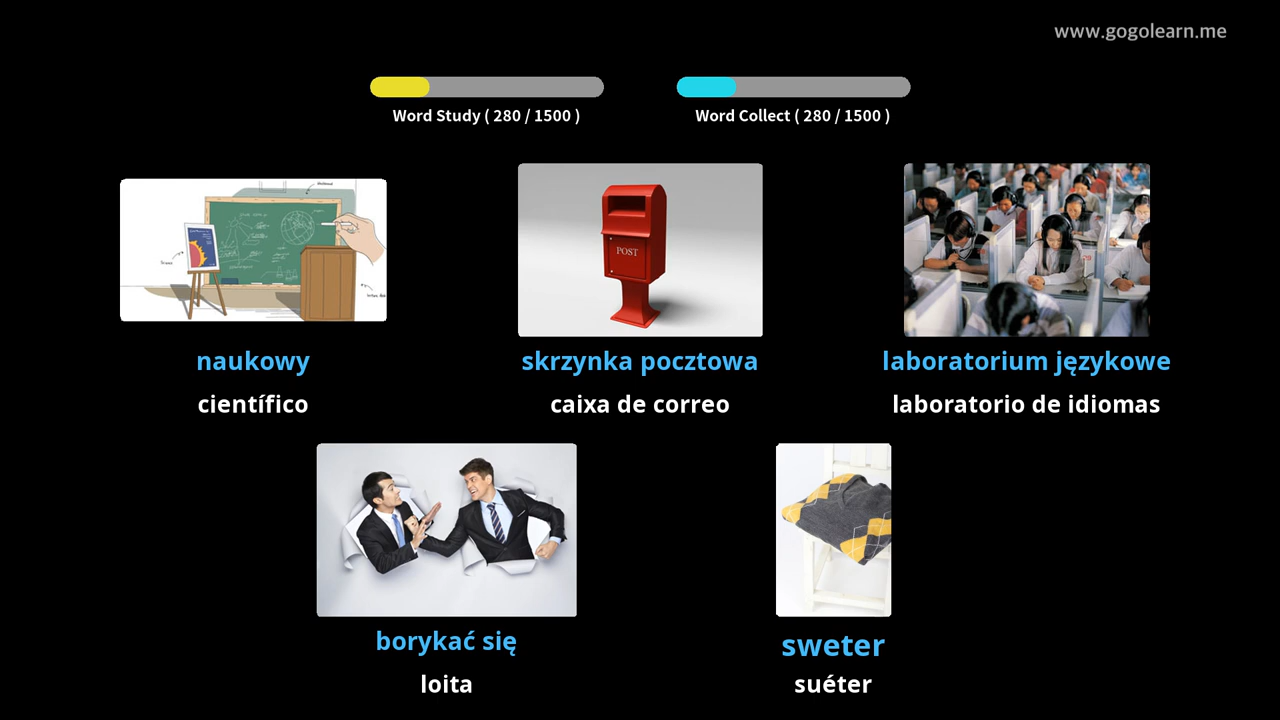 www.gogolearn.me
Word Study ( 280 / 1500 )
Word Collect ( 280 / 1500 )
POST
naukowy
skrzynka pocztowa
laboratorium językowe
científico
caixa de correo
laboratorio de idiomas
borykać się
sweter
loita
suéter